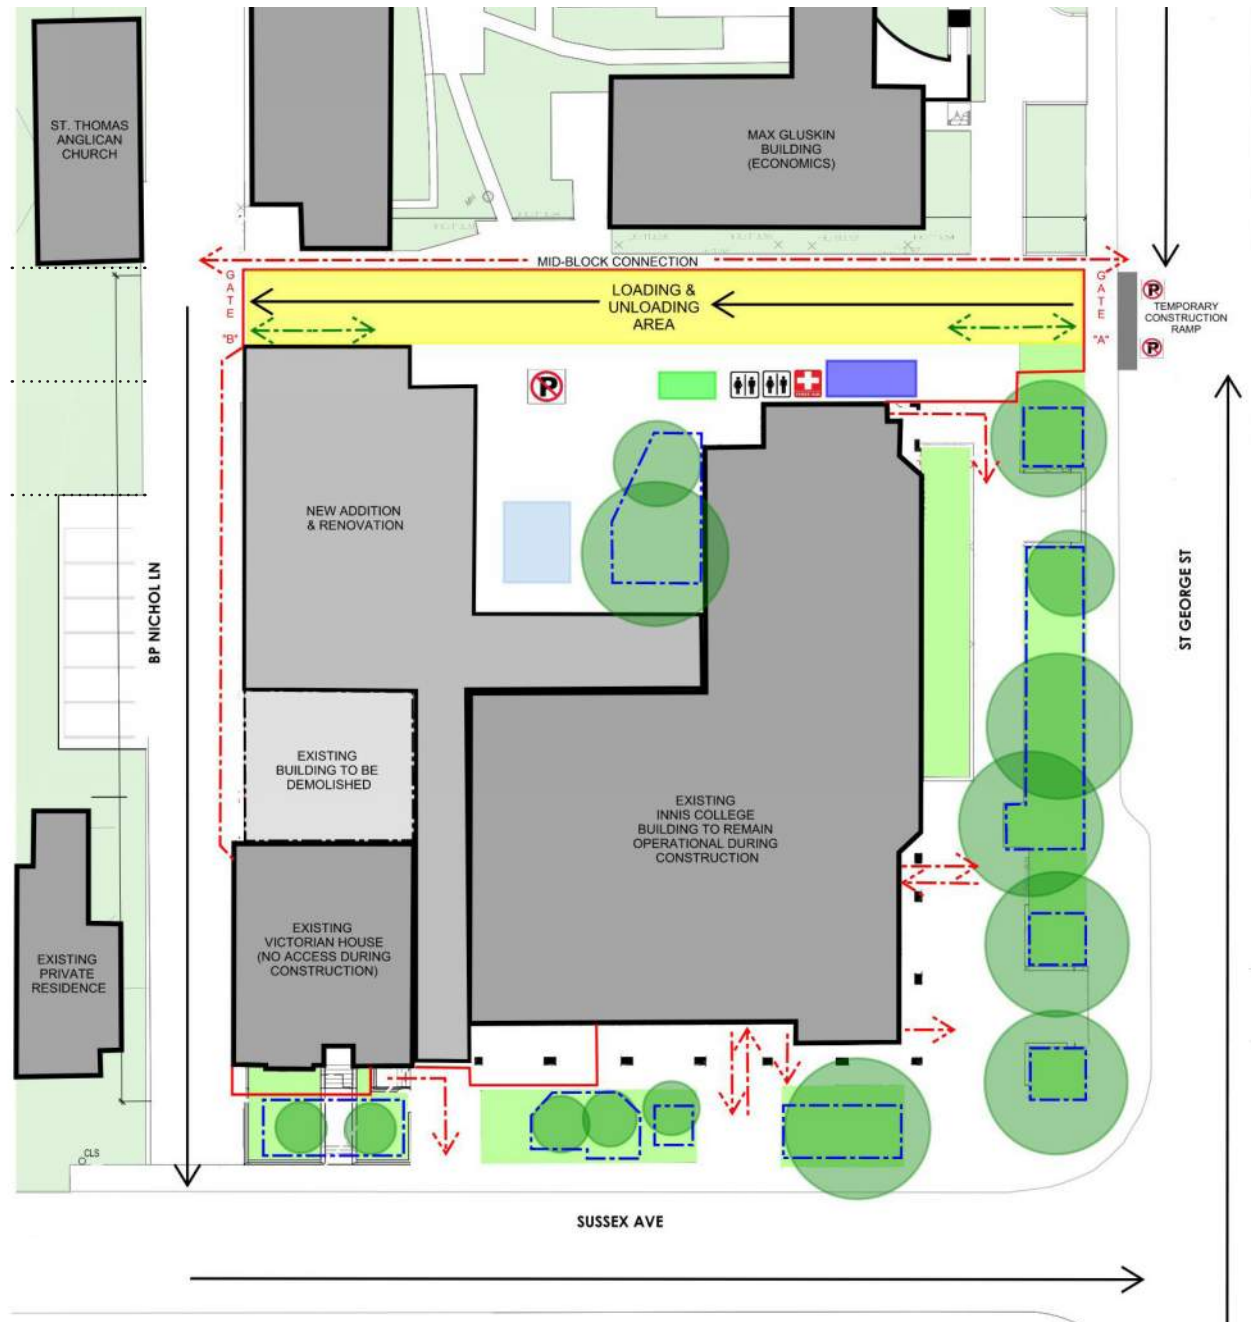 ST. THOMAS
ANGLICAN
CHURCH
MAX GLUSKIN
BUILDING
(ECONOMICS)
MH
MID-BLOCK CONNECTION
GATE
"B"
LOADING &
UNLOADING
AREA
GATE
"A"
P
TEMPORARY
CONSTRUCTION
RAMP
P
P
NEW ADDITION
& RENOVATION
BP NICHOL LN
ST GEORGE ST
EXISTING
BUILDING TO BE
DEMOLISHED
EXISTING
INNIS COLLEGE
BUILDING TO REMAIN
OPERATIONAL DURING
CONSTRUCTION
EXISTING
VICTORIAN HOUSE
(NO ACCESS DURING
CONSTRUCTION)
EXISTING
PRIVATE
RESIDENCE
CLS
SUSSEX AVE